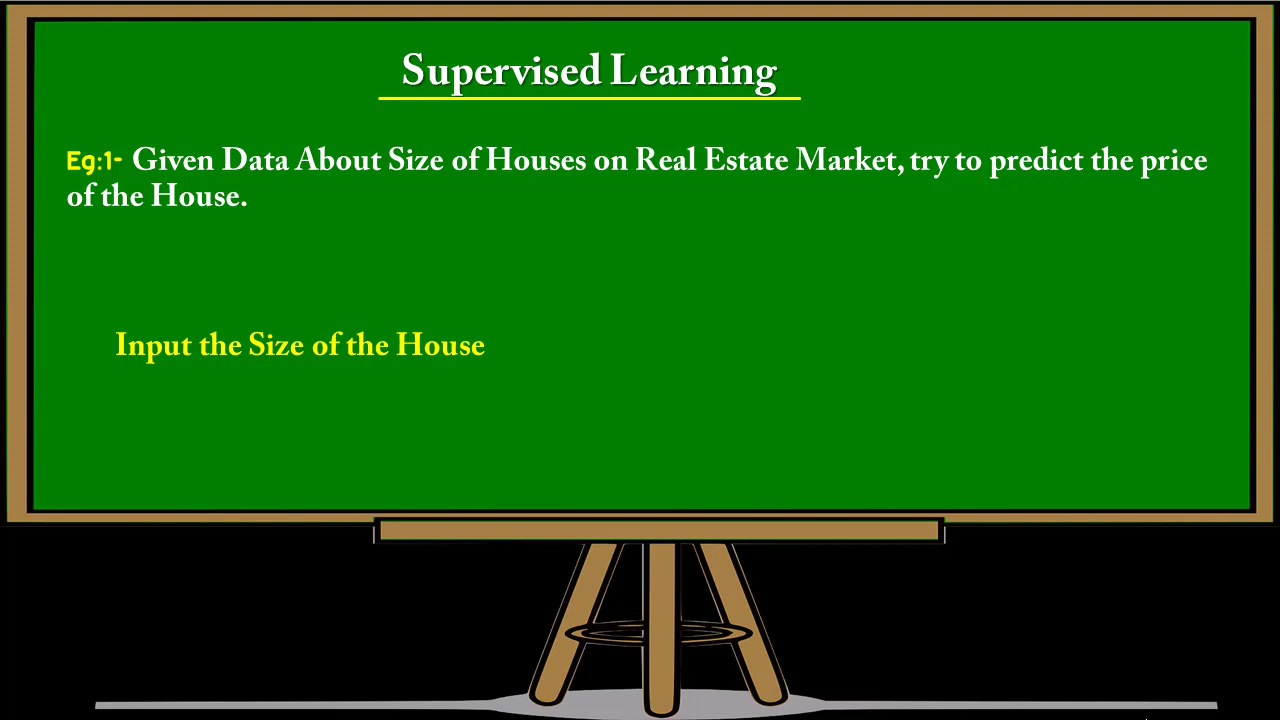 Supervised Learning
Eg:1- Given Data About Size of Houses on Real Estate Market, try to predict the price
of the House.
Input the Size of the House